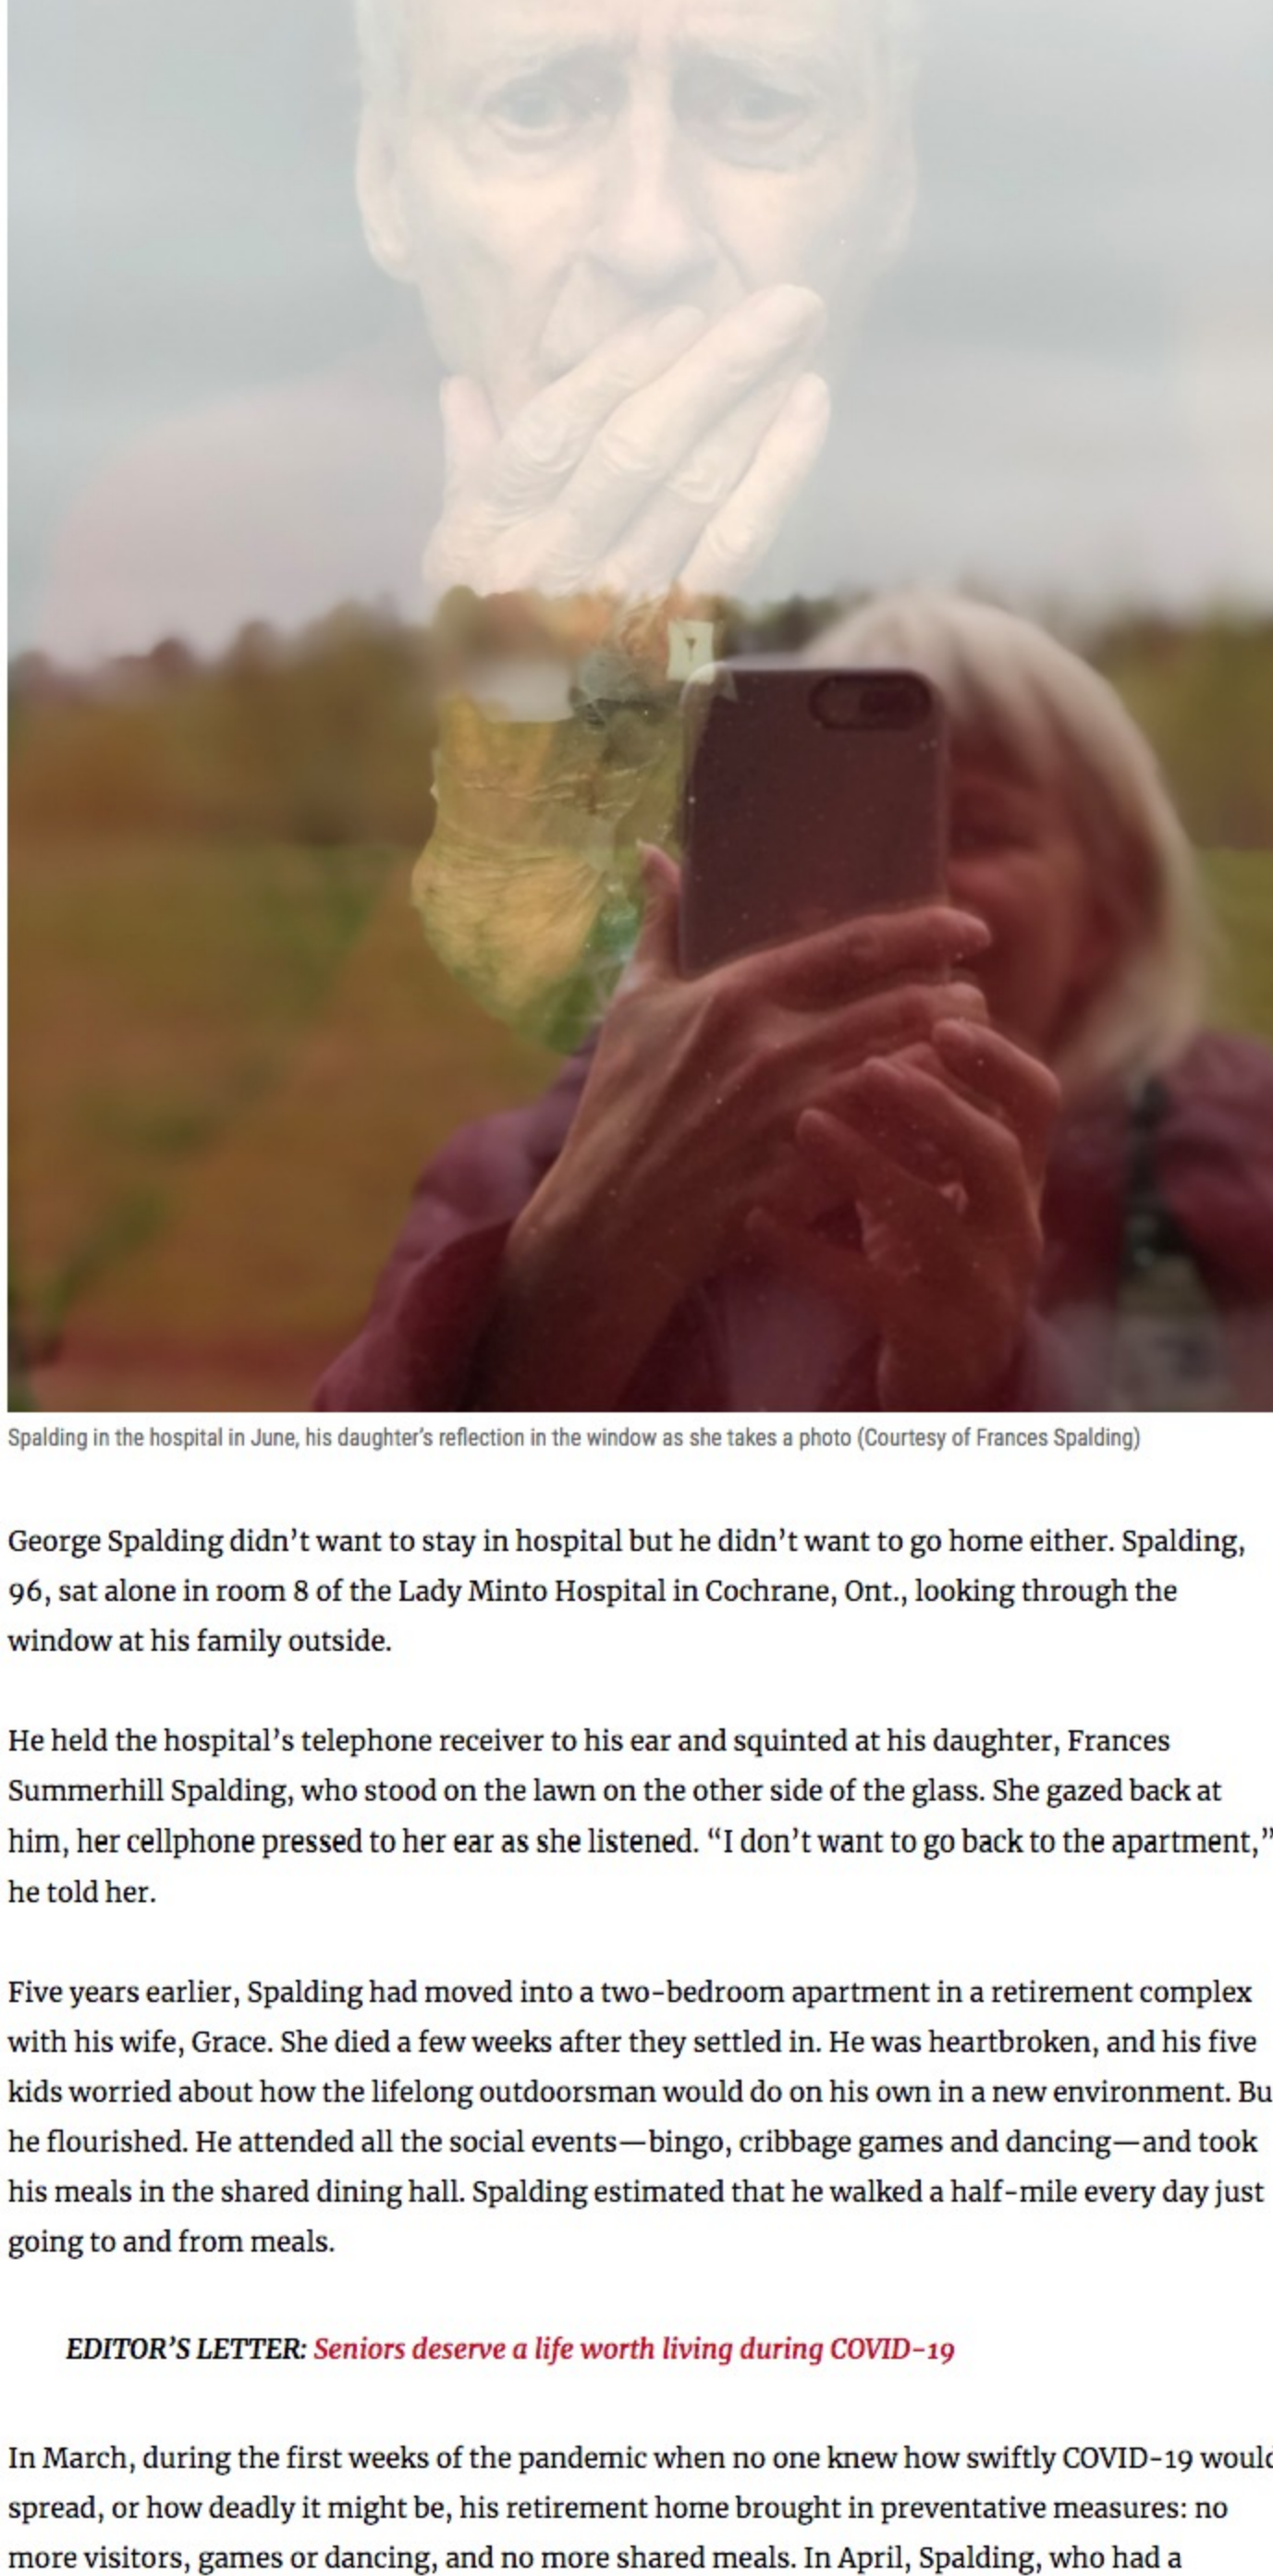 Spalding in the hospital in June, his daughter’s reflection in the window as she takes a photo (Courtesy of Frances Spalding)
George Spalding didn’t want to stay in hospital but he didn’t want to go home either. Spalding,
96, sat alone in room 8 of the Lady Minto Hospital in Cochrane, Ont., looking through the
window at his family outside.
He held the hospital’s telephone receiver to his ear and squinted at his daughter, Frances
Summerhill Spalding, who stood on the lawn on the other side of the glass. She gazed back at
him, her cellphone pressed to her ear as she listened. “I don’t want to go back to the apartment,”
he told her.
Five years earlier, Spalding had moved into a two-bedroom apartment in a retirement complex
with his wife, Grace. She died a few weeks after they settled in. He was heartbroken, and his five
kids worried about how the lifelong outdoorsman would do on his own in a new environment. Bu
he flourished. He attended all the social events—bingo, cribbage games and dancing—and took
his meals in the shared dining hall. Spalding estimated that he walked a half-mile every day just
going to and from meals.
EDITOR’S LETTER: Seniors deserve a life worth living during COVID-19
In March, during the first weeks of the pandemic when no one knew how swiftly COVID-19 would
spread, or how deadly it might be, his retirement home brought in preventative measures: no
more visitors, games or dancing, and no more shared meals. In April, Spalding, who had a